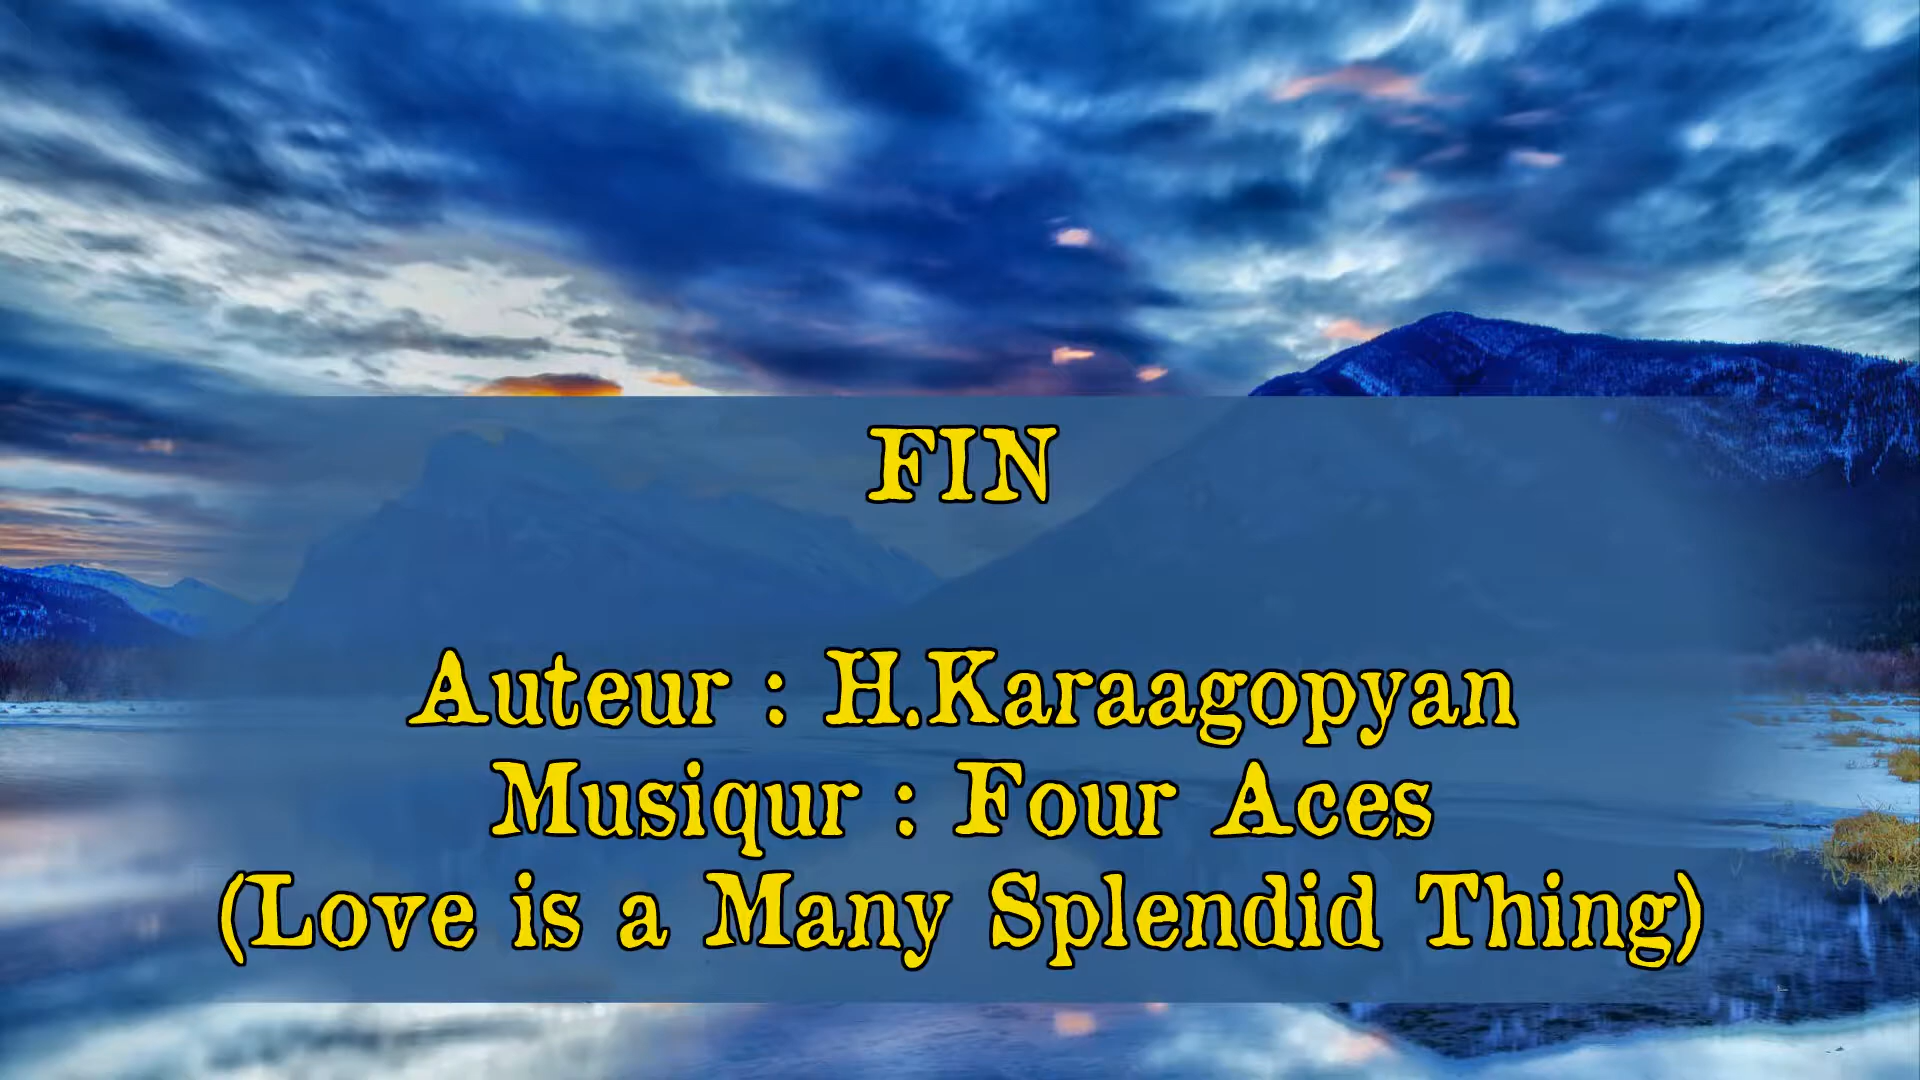 FIN
Auteur : H.Karaagopyan
Musiqur : Four Aces
(Love is a Many Splendid Thing)